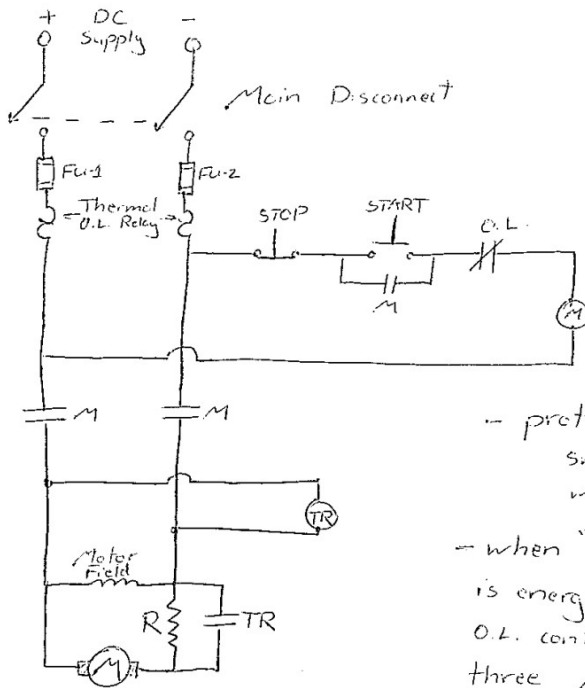 + DC -
Supply
Main Disconnect
Fu-1
Fu-2
Thermal
O.L. Relay
STOP
START
O.L.
M
M
M
M
TR
Motor
Field
R
TR
M
- when
is energ
O.L. con
three